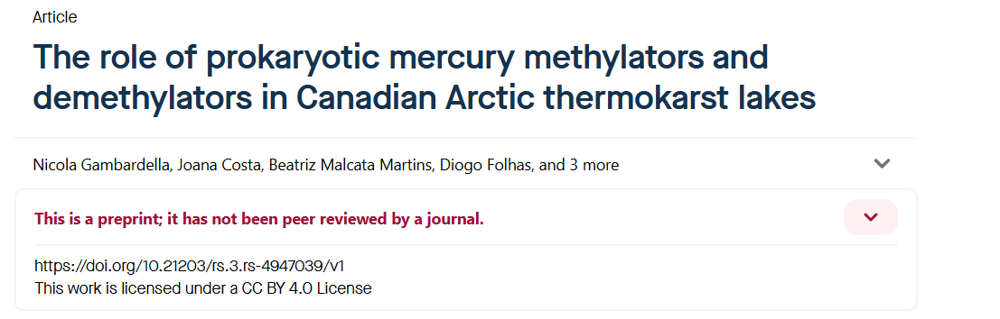 Article
The role of prokaryotic mercury methylators and
demethylators in Canadian Arctic thermokarst lakes
Nicola Gambardella, Joana Costa, Beatriz Malcata Martins, Diogo Folhas, and 3 more
This is a preprint; it has not been peer reviewed by a journal.
https://doi.org/10.21203/rs.3.rs-4947039/v1
This work is licensed under a CC BY 4.0 License